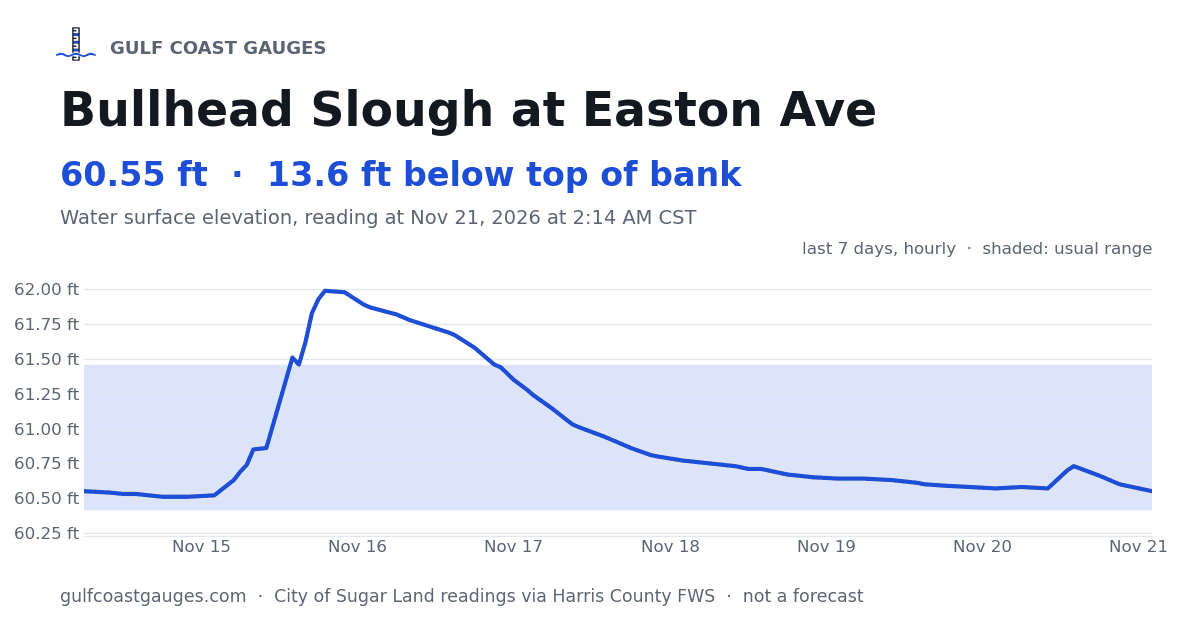 GULF COAST GAUGES
Bullhead Slough at Easton Ave
60.55 ft · 13.6 ft below top of bank
Water surface elevation, reading at Nov 21, 2026 at 2:14 AM CST
last 7 days, hourly · shaded: usual range
62.00 ft
61.75 ft
61.50 ft
61.25 ft
61.00 ft
60.75 ft
60.50 ft
60.25 ft
Nov 15 Nov 16 Nov 17 Nov 18 Nov 19 Nov 20 Nov 21
gulfcoastgauges.com · City of Sugar Land readings via Harris County FWS · not a forecast